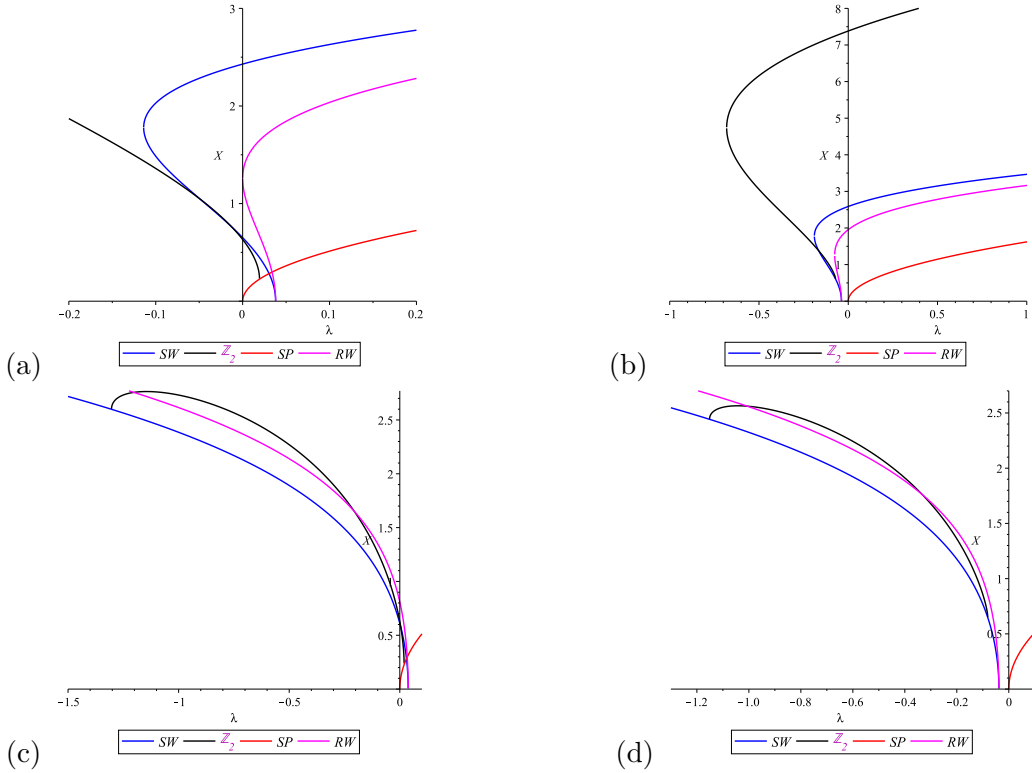 3
8
7
6
5
4
3
2
1
2
X
1
X
−0.2 −0.1 0 0.1 0.2
λ
−1 −0.5 0 0.5 1
λ
(a) SW ℤ₂ SP RW
(b) SW ℤ₂ SP RW
2.5
2
1.5
X
1
0.5
2.5
2
1.5
X
1
0.5
−1.5 −1 −0.5 0
λ
−1.2 −1.0 −0.8 −0.6 −0.4 −0.2 0
λ
(c) SW ℤ₂ SP RW
(d) SW ℤ₂ SP RW